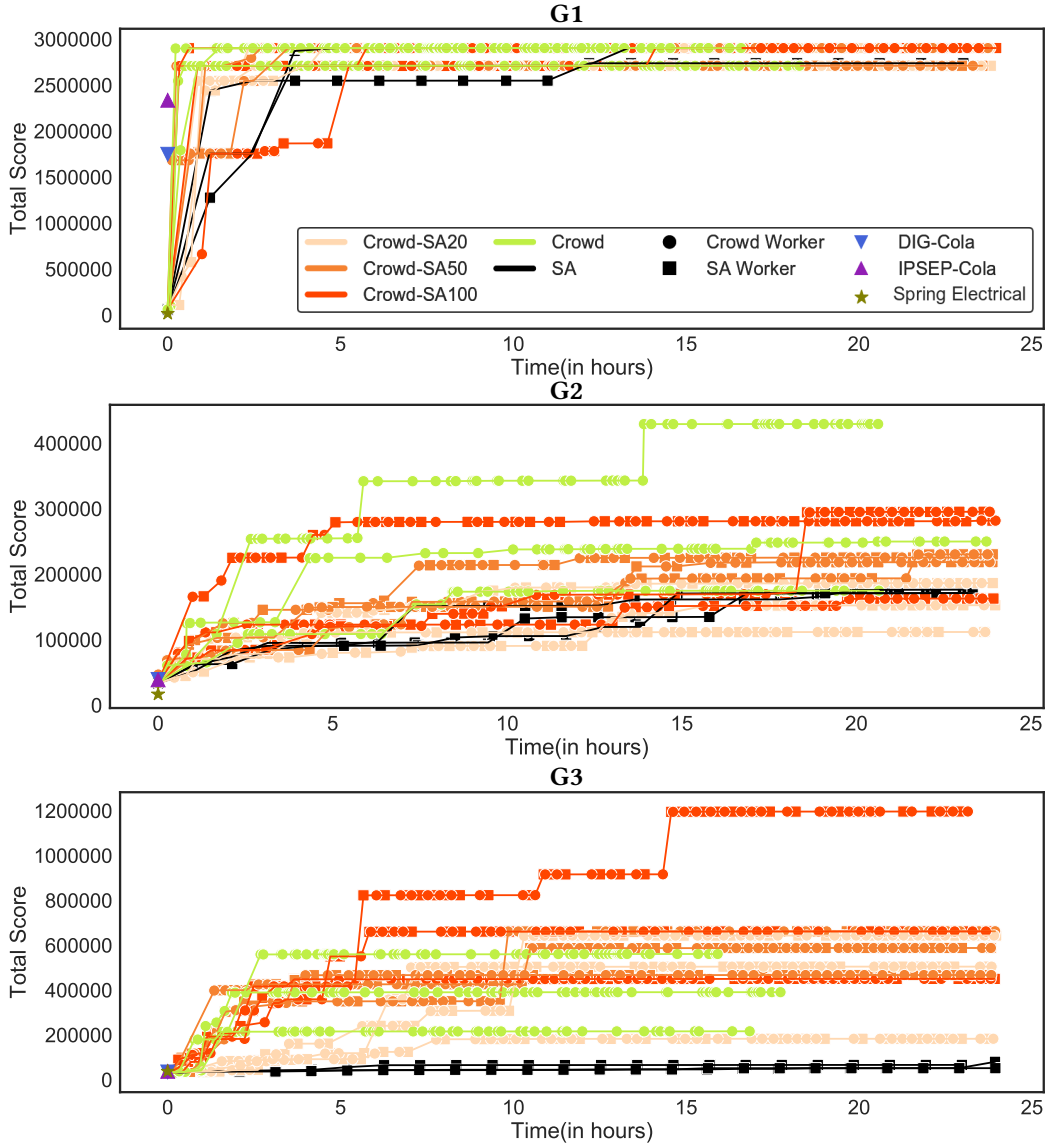 G1
3000000
2500000
2000000
1500000
1000000
500000
0
Total Score
Crowd-SA20
Crowd-SA50
Crowd-SA100
Crowd
SA
Crowd Worker
SA Worker
DIG-Cola
IPSEP-Cola
Spring Electrical
0 5 10 15 20 25
Time(in hours)
G2
400000
300000
200000
100000
0
Total Score
0 5 10 15 20 25
Time(in hours)
G3
1200000
1000000
800000
600000
400000
200000
0
Total Score
0 5 10 15 20 25
Time(in hours)